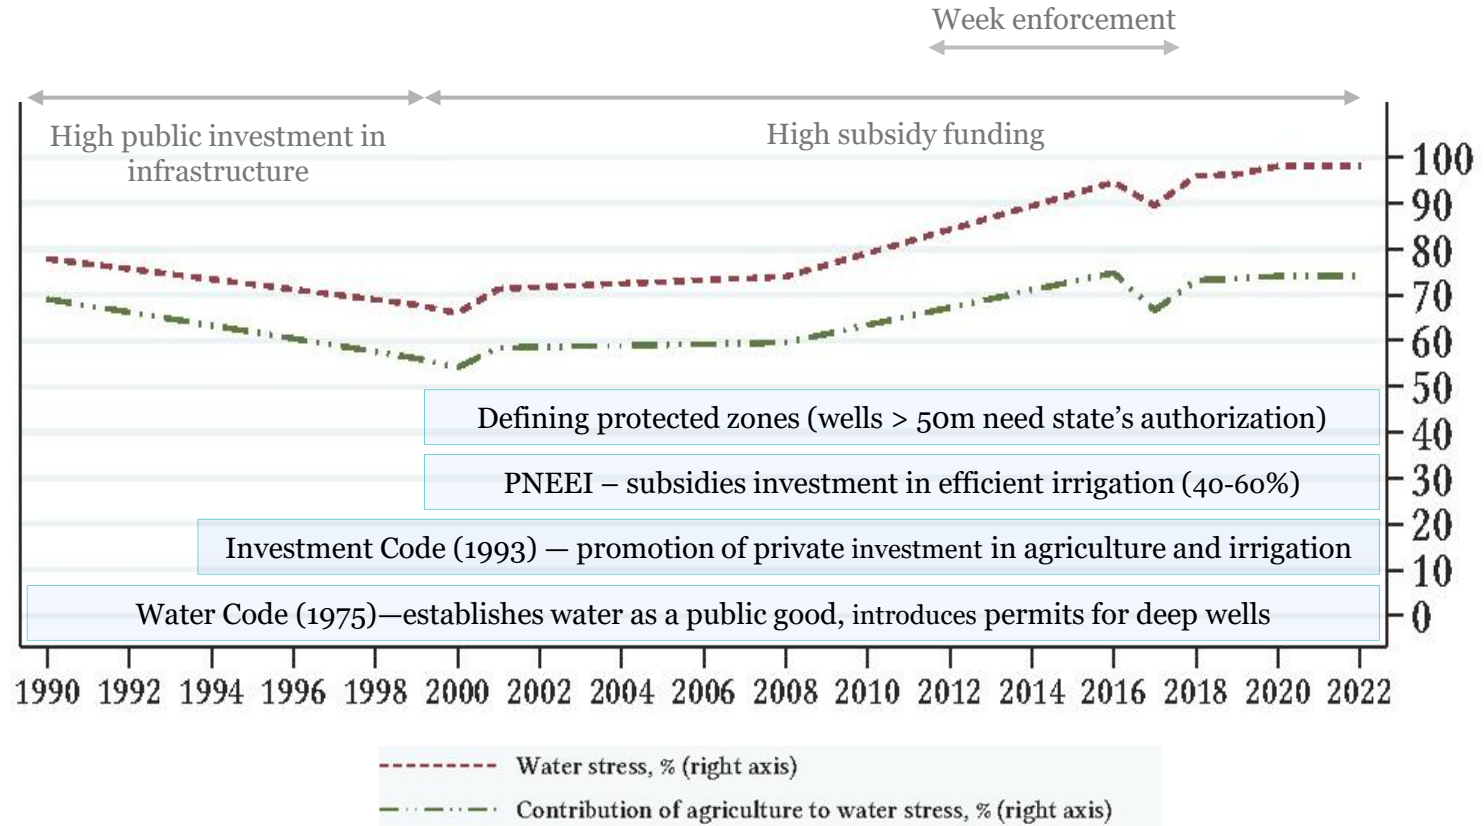 Week enforcement
High public investment in
infrastructure
High subsidy funding
100
90
80
70
60
50
40
30
20
10
0
Defining protected zones (wells > 50m need state's authorization)
PNEEI – subsidies investment in efficient irrigation (40-60%)
Investment Code (1993) — promotion of private investment in agriculture and irrigation
Water Code (1975)—establishes water as a public good, introduces permits for deep wells
1990 1992 1994 1996 1998 2000 2002 2004 2006 2008 2010 2012 2014 2016 2018 2020 2022
Water stress, % (right axis)
Contribution of agriculture to water stress, % (right axis)